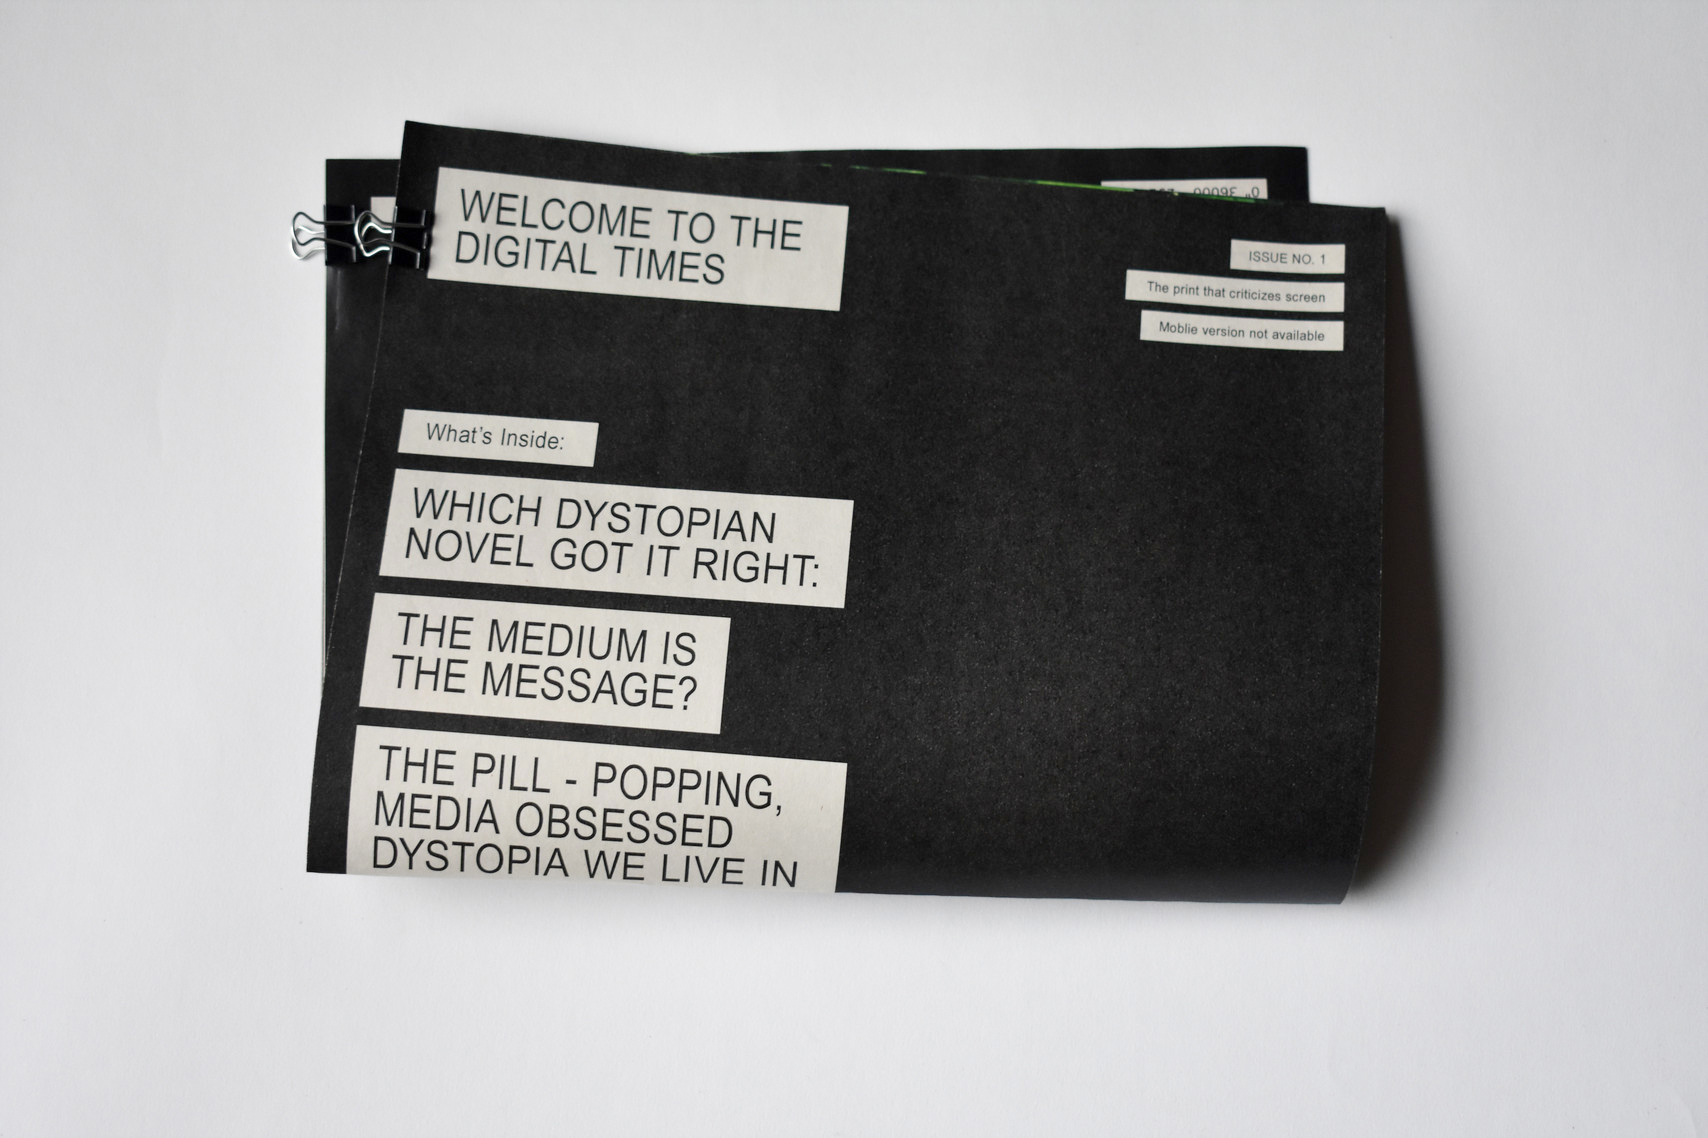 WELCOME TO THE
DIGITAL TIMES
ISSUE NO. 1
The print that criticizes screen
Moblie version not available
What's Inside:
WHICH DYSTOPIAN
NOVEL GOT IT RIGHT:
THE MEDIUM IS
THE MESSAGE?
THE PILL - POPPING,
MEDIA OBSESSED
DYSTOPIA WE LIVE IN